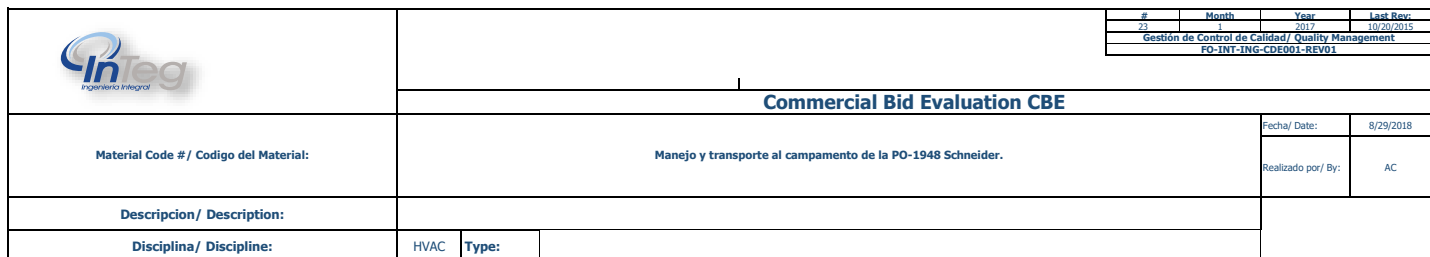 # Month Year Last Rev:
23 1 2017 10/20/2015
Gestión de Control de Calidad/ Quality Management
FO-INT-ING-CDE001-REV01
InTeg
Ingeniería Integral
Commercial Bid Evaluation CBE
Fecha/ Date: 8/29/2018
Material Code #/ Codigo del Material: Manejo y transporte al campamento de la PO-1948 Schneider.
Realizado por/ By: AC
Descripcion/ Description:
Disciplina/ Discipline: HVAC Type: